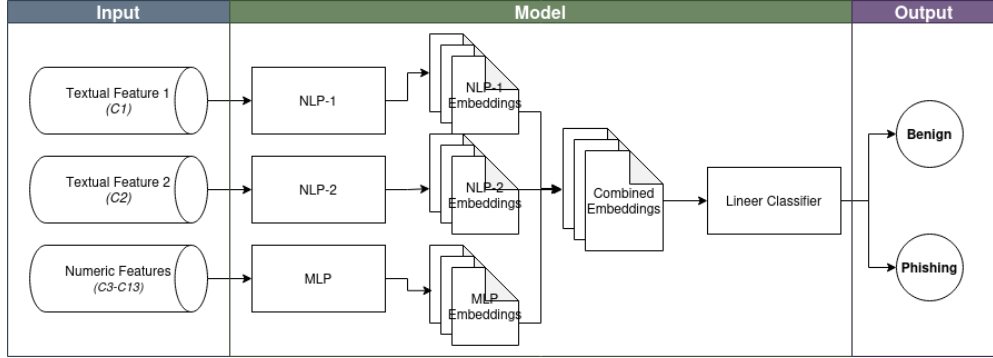 Input
Model
Output
Textual Feature 1
(C1)
NLP-1
NLP-1
Embeddings
Textual Feature 2
(C2)
NLP-2
NLP-2
Embeddings
Combined
Embeddings
Lineer Classifier
Benign
Phishing
Numeric Features
(C3-C13)
MLP
MLP
Embeddings